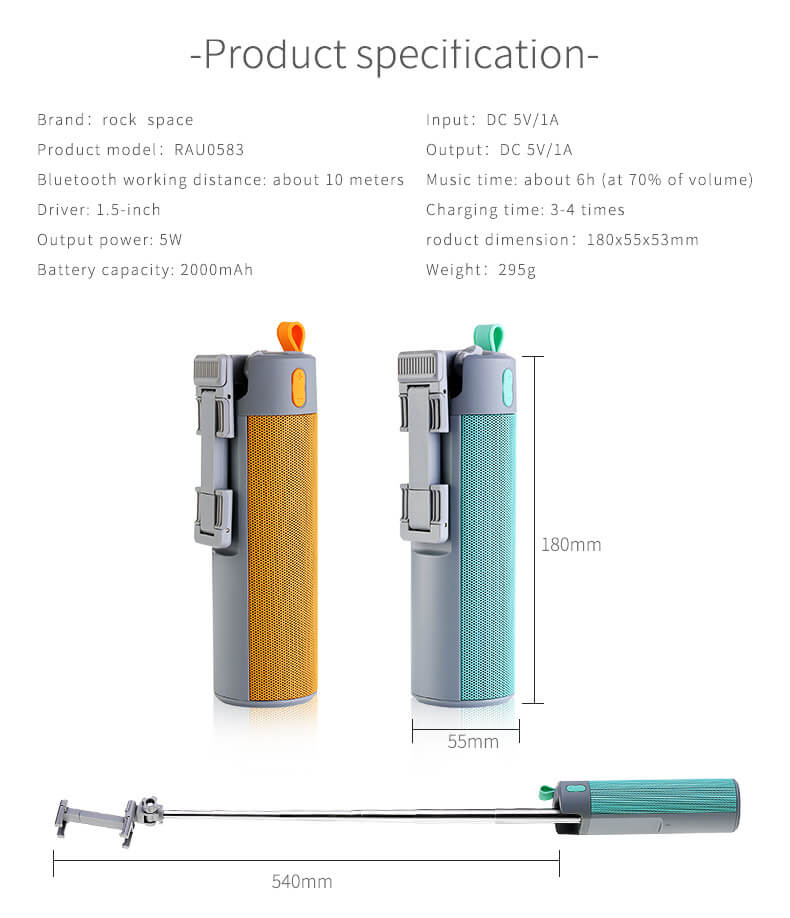 -Product specification-
Brand: rock space
Product model: RAU0583
Bluetooth working distance: about 10 meters
Driver: 1.5-inch
Output power: 5W
Battery capacity: 2000mAh
Input: DC 5V/1A
Output: DC 5V/1A
Music time: about 6h (at 70% of volume)
Charging time: 3-4 times
roduct dimension: 180x55x53mm
Weight: 295g
180mm
55mm
540mm